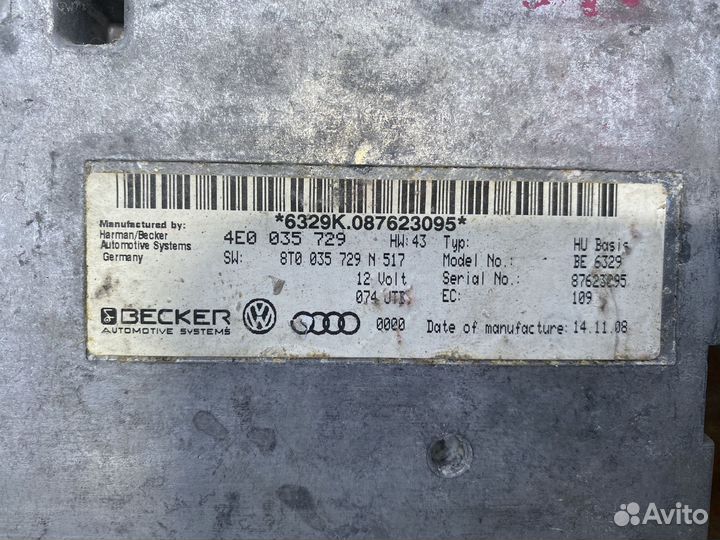 *6329K.087623095*
Manufactured by:
Harman/Becker
Automotive Systems
Germany
4E0 035 729 HW: 43 Typ: HU Basis
SW: 8T0 035 729 N 517 Model No.: BE 6329
12 Volt Serial No.: 87623095
074 EC: 109
BECKER
AUTOMOTIVE SYSTEMS
0000 Date of manufacture: 14.11.08
Avito